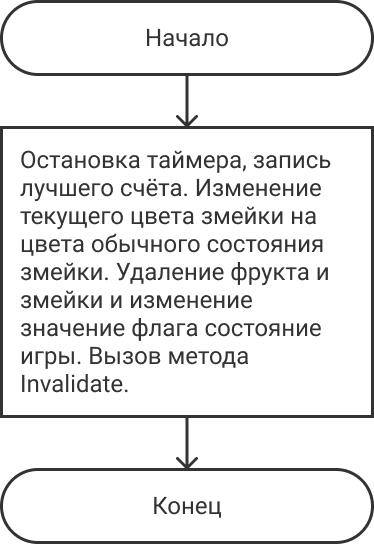 Начало
Остановка таймера, запись
лучшего счёта. Изменение
текущего цвета змейки на
цвета обычного состояния
змейки. Удаление фрукта и
змейки и изменение
значение флага состояние
игры. Вызов метода
Invalidate.
Конец